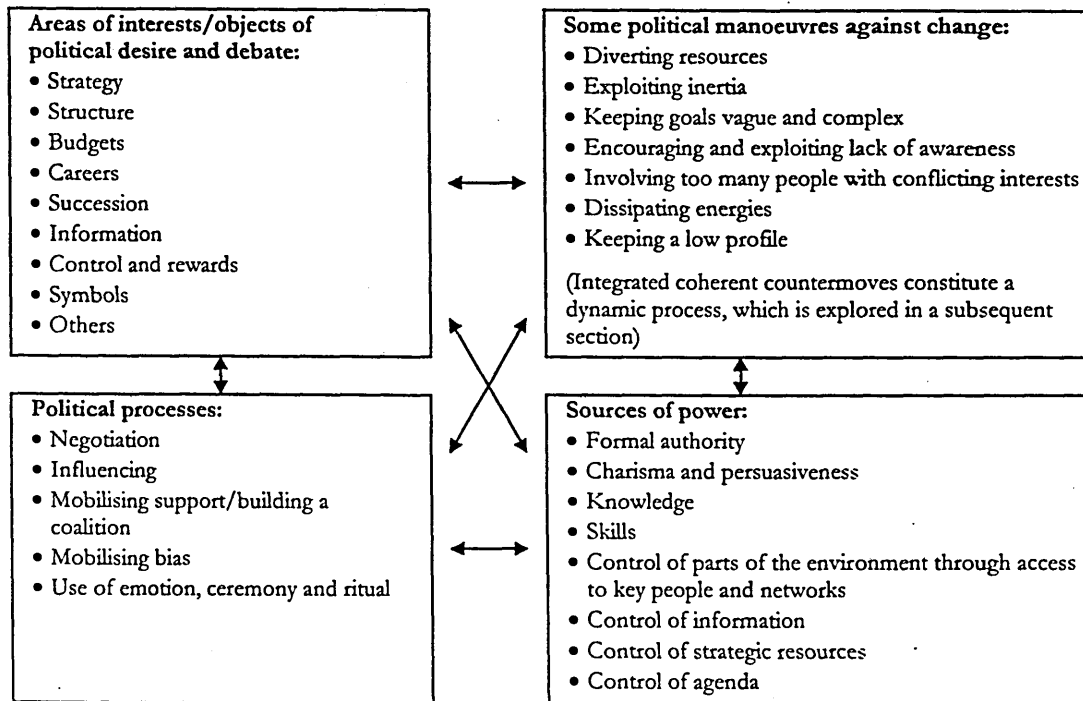 Areas of interests/objects of
political desire and debate:
• Strategy
• Structure
• Budgets
• Careers
• Succession
• Information
• Control and rewards
• Symbols
• Others
Some political manoeuvres against change:
• Diverting resources
• Exploiting inertia
• Keeping goals vague and complex
• Encouraging and exploiting lack of awareness
• Involving too many people with conflicting interests
• Dissipating energies
• Keeping a low profile
(Integrated coherent countermoves constitute a
dynamic process, which is explored in a subsequent
section)
Political processes:
• Negotiation
• Influencing
• Mobilising support/building a
coalition
• Mobilising bias
• Use of emotion, ceremony and ritual
Sources of power:
• Formal authority
• Charisma and persuasiveness
• Knowledge
• Skills
• Control of parts of the environment through access
to key people and networks
• Control of information
• Control of strategic resources
• Control of agenda